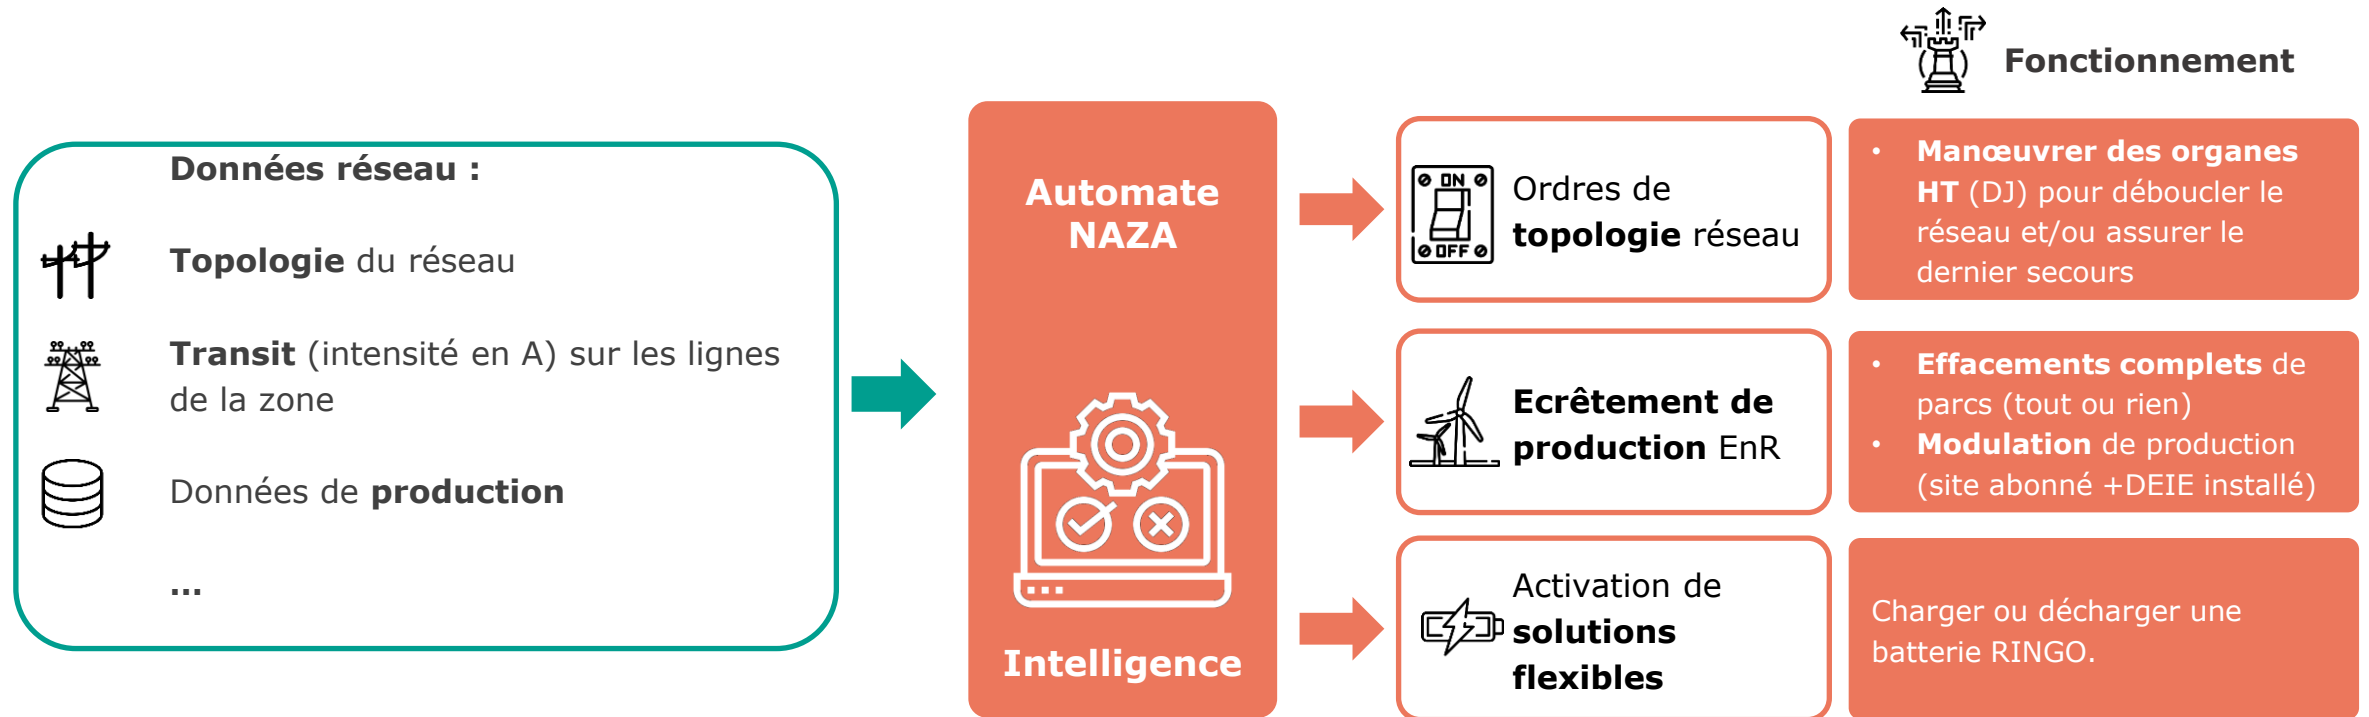 Fonctionnement
Données réseau :
Topologie du réseau
Transit (intensité en A) sur les lignes
de la zone
Données de production
...
Automate
NAZA
Intelligence
ON
OFF
Ordres de
topologie réseau
• Manœuvrer des organes
HT (DJ) pour déboucler le
réseau et/ou assurer le
dernier secours
Ecrêtement de
production EnR
• Effacements complets de
parcs (tout ou rien)
• Modulation de production
(site abonné +DEIE installé)
Activation de
solutions
flexibles
Charger ou décharger une
batterie RINGO.